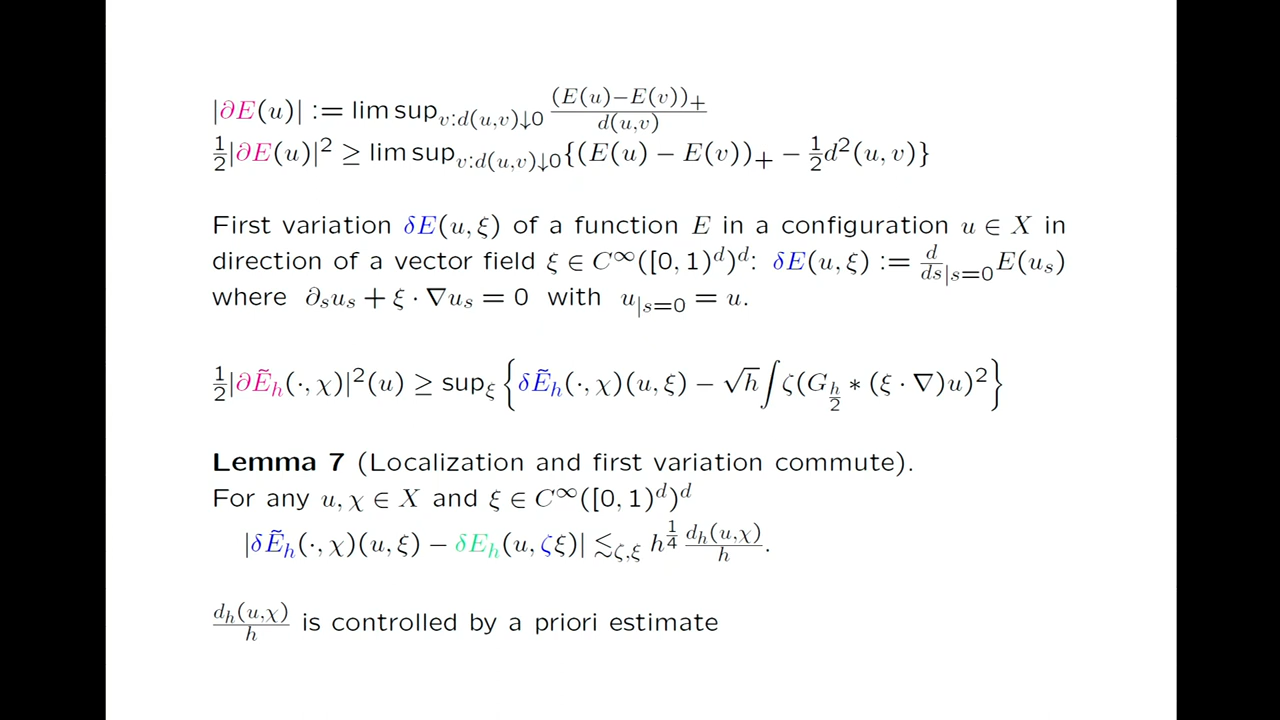 |∂E(u)| := lim sup_{v:d(u,v)↓0} (E(u)−E(v))_+ / d(u,v)
½|∂E(u)|² ≥ lim sup_{v:d(u,v)↓0}{(E(u) − E(v))_+ − ½d²(u, v)}
First variation δE(u, ξ) of a function E in a configuration u ∈ X in
direction of a vector field ξ ∈ C^∞([0, 1)^d)^d: δE(u, ξ) := d/ds_{|s=0} E(u_s)
where ∂_s u_s + ξ · ∇u_s = 0 with u_{|s=0} = u.
½|∂Ẽ_h(·, χ)|²(u) ≥ sup_ξ {δẼ_h(·, χ)(u, ξ) − √h ∫ ζ(G_{h/2} ∗ (ξ · ∇)u)²}
Lemma 7 (Localization and first variation commute).
For any u, χ ∈ X and ξ ∈ C^∞([0, 1)^d)^d
|δẼ_h(·, χ)(u, ξ) − δE_h(u, ζξ)| ≲_{ζ,ξ} h^{1/4} d_h(u,χ)/h.
d_h(u,χ)/h is controlled by a priori estimate